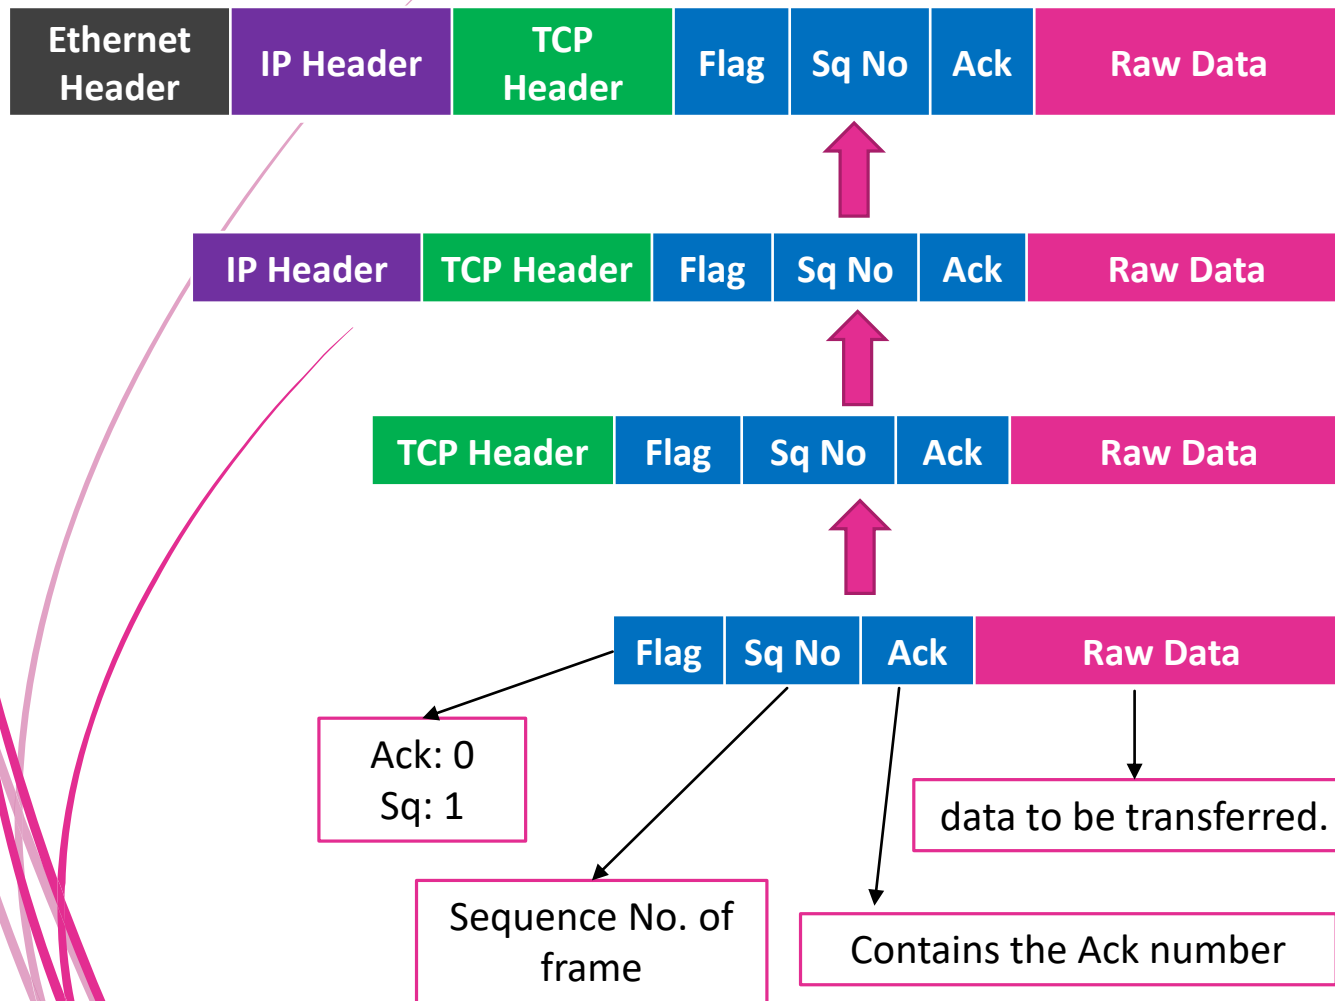 Ethernet Header IP Header TCP Header Flag Sq No Ack Raw Data
IP Header TCP Header Flag Sq No Ack Raw Data
TCP Header Flag Sq No Ack Raw Data
Flag Sq No Ack Raw Data
Ack: 0
Sq: 1
data to be transferred.
Sequence No. of
frame
Contains the Ack number